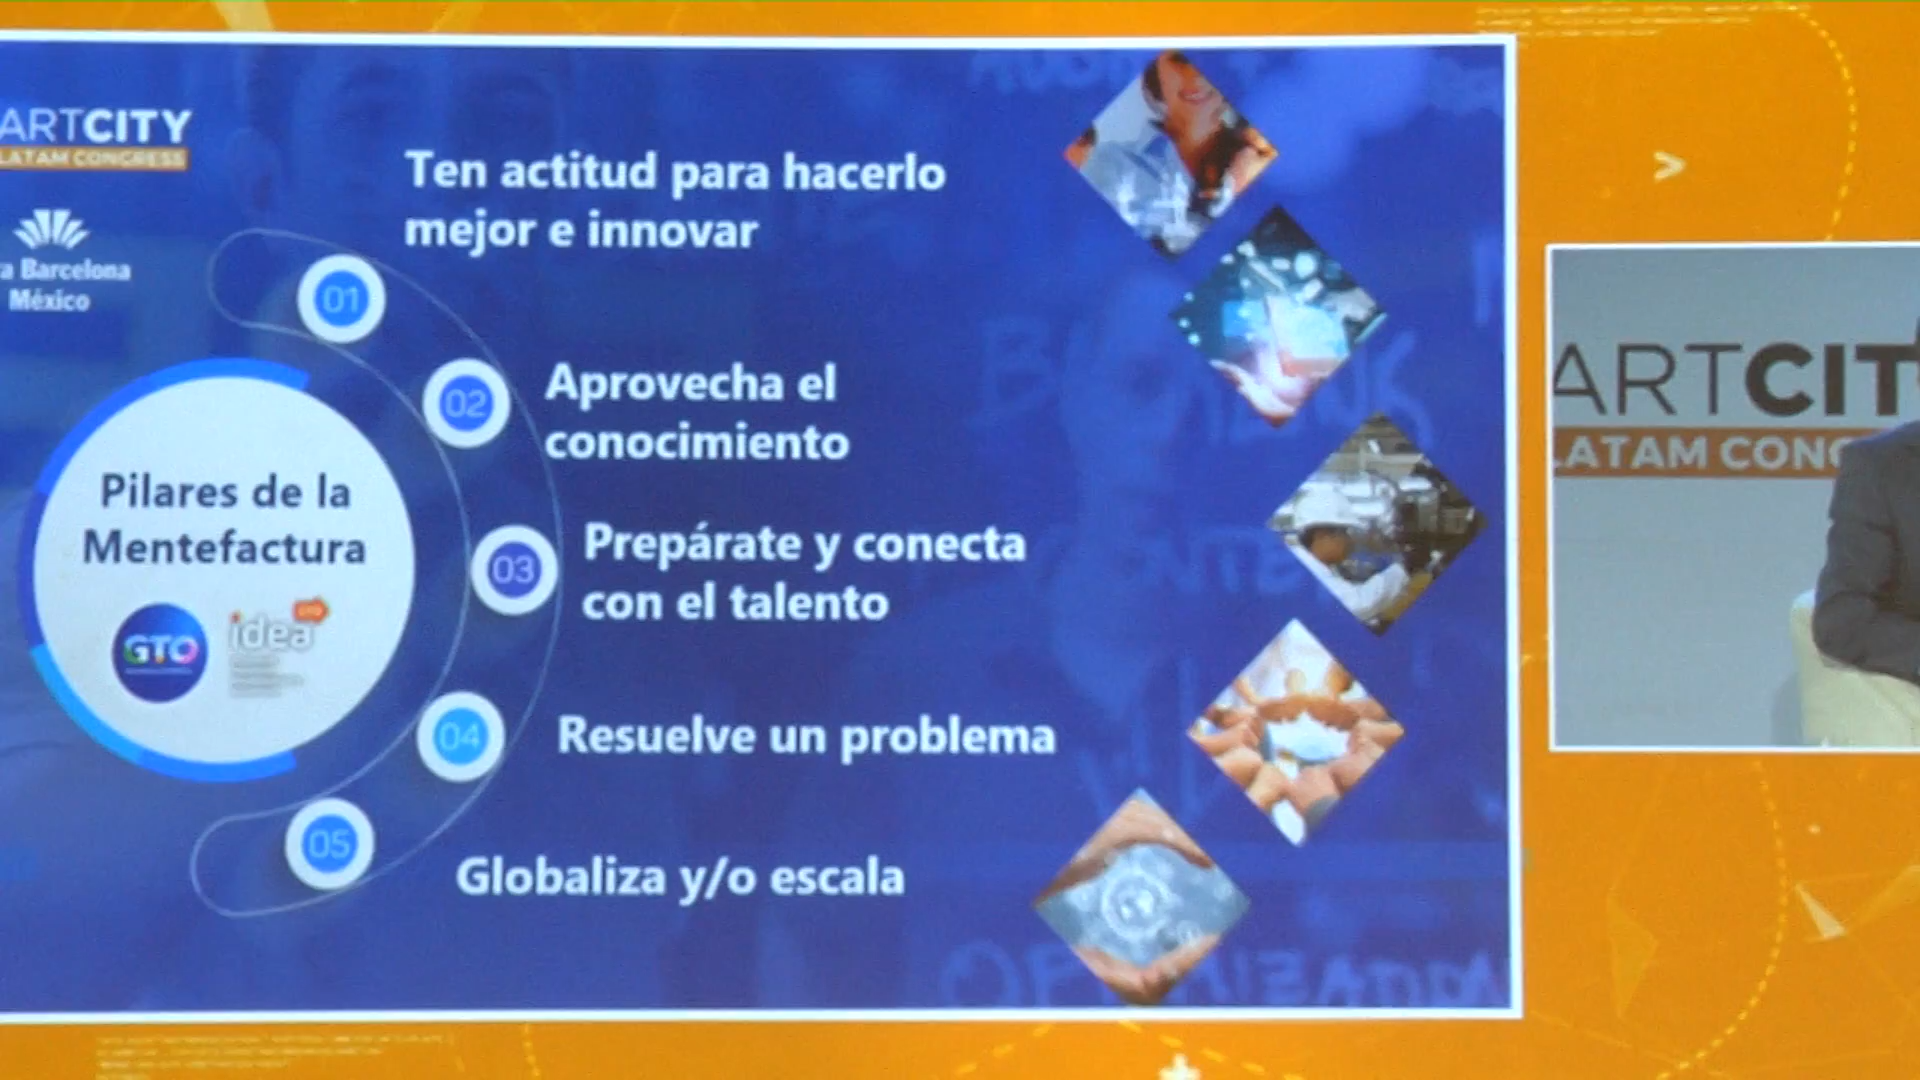 ARTCITY
LATAM CONGRESS
a Barcelona
México
Ten actitud para hacerlo
mejor e innovar
01
02
Aprovecha el
conocimiento
Pilares de la
Mentefactura
GTO
idea
GTO
03
Prepárate y conecta
con el talento
04
Resuelve un problema
05
Globaliza y/o escala
ARTCIT
LATAM CONG